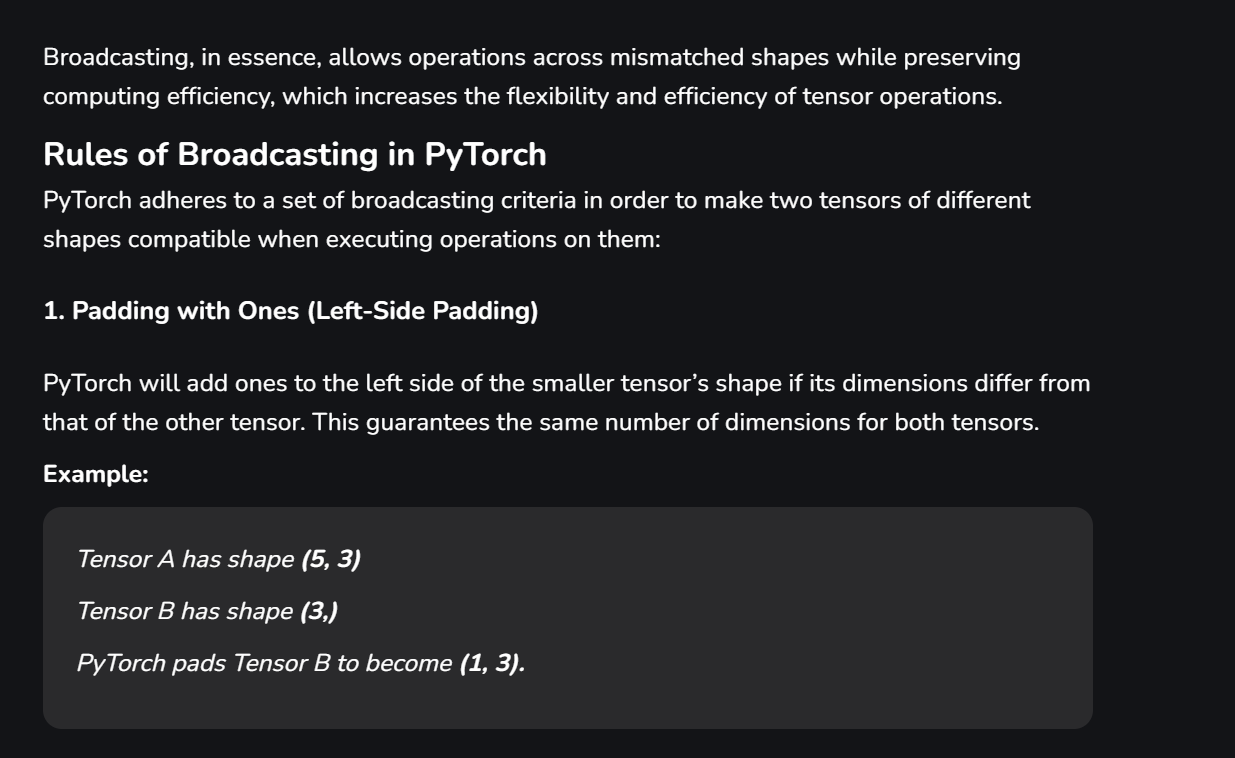 Broadcasting, in essence, allows operations across mismatched shapes while preserving
computing efficiency, which increases the flexibility and efficiency of tensor operations.
Rules of Broadcasting in PyTorch
PyTorch adheres to a set of broadcasting criteria in order to make two tensors of different
shapes compatible when executing operations on them:
1. Padding with Ones (Left-Side Padding)
PyTorch will add ones to the left side of the smaller tensor’s shape if its dimensions differ from
that of the other tensor. This guarantees the same number of dimensions for both tensors.
Example:
Tensor A has shape (5, 3)
Tensor B has shape (3,)
PyTorch pads Tensor B to become (1, 3).